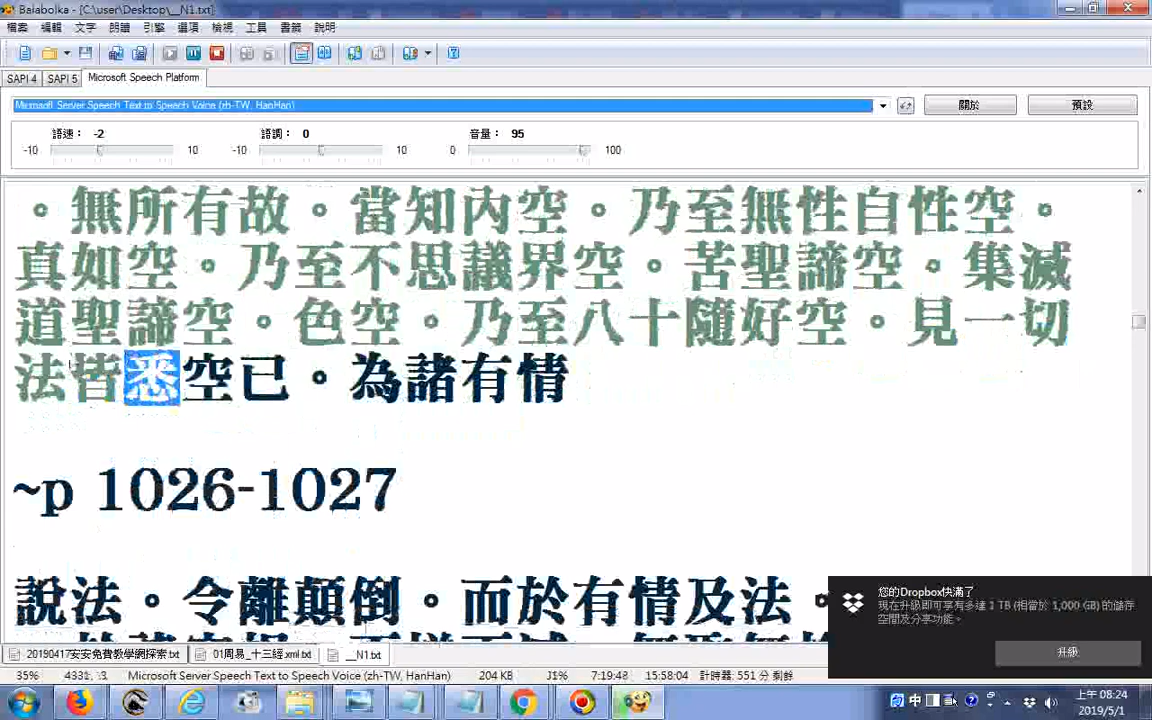 Balabolka - [C:\user\Desktop\__N1.txt]
檔案 編輯 文字 朗讀 引擎 選項 檢視 工具 書籤 說明
SAPI 4 SAPI 5 Microsoft Speech Platform
Microsoft Server Speech Text to Speech Voice (zh-TW, HanHan)
關於 預設
語速： -2 語調： 0 音量： 95
-10 10 -10 10 0 100
。無所有故。當知內空。乃至無性自性空。
真如空。乃至不思議界空。苦聖諦空。集滅
道聖諦空。色空。乃至八十隨好空。見一切
法皆悉空已。為諸有情
~p 1026-1027
說法。令離顛倒。而於有情及法。
您的Dropbox快滿了
現在升級即可享有多達 1 TB (相當於 1,000 GB) 的儲存
空間及分享功能。
升級
20190417安安免費教學網探索.txt 01周易_十三經.xml.txt __N1.txt
35% Microsoft Server Speech Text to Speech Voice (zh-TW, HanHan) 204 KB 31% 7:19:48 15:58:04 計時器: 551 分 剩餘
中 上午 08:24
2019/5/1